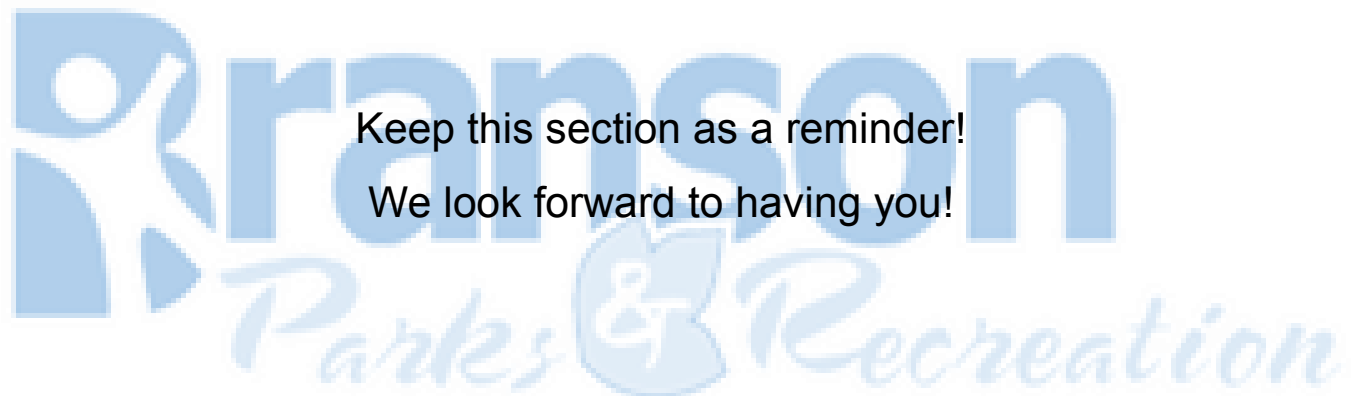 Branson
Keep this section as a reminder!
We look forward to having you!
Parks & Recreation